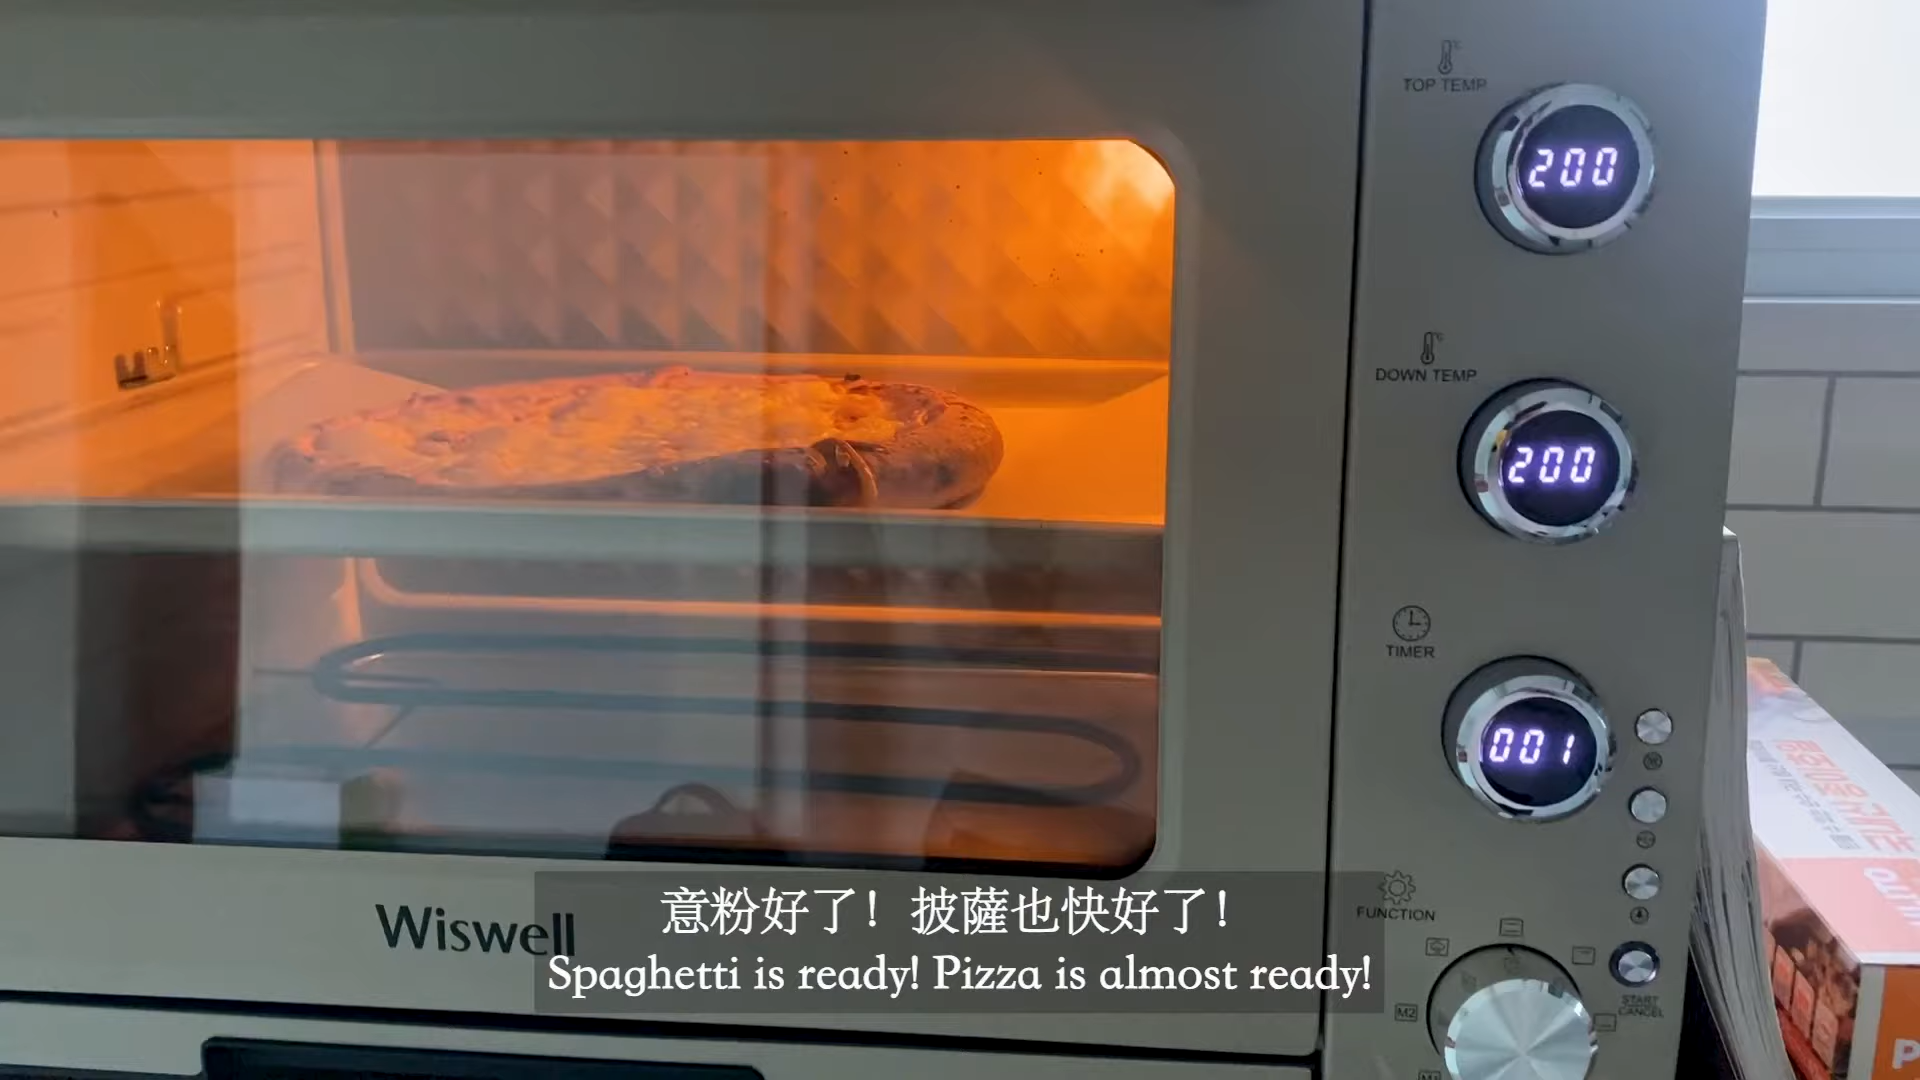 TOP TEMP
200
DOWN TEMP
200
TIMER
001
FUNCTION
M2
START
CANCEL
Wiswell
意粉好了！披薩也快好了！
Spaghetti is ready! Pizza is almost ready!